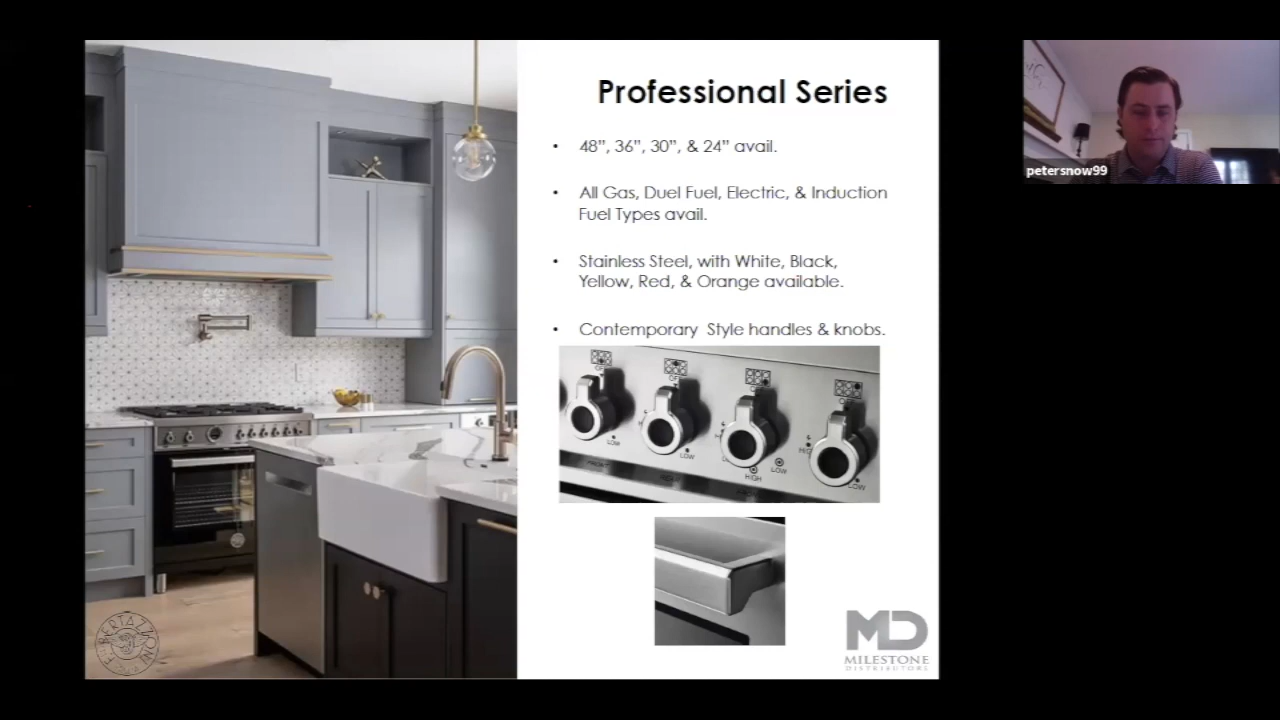 Professional Series
• 48”, 36”, 30”, & 24” avail.
• All Gas, Duel Fuel, Electric, & Induction
Fuel Types avail.
• Stainless Steel, with White, Black,
Yellow, Red, & Orange available.
• Contemporary Style handles & knobs.
LOW
LOW
HIGH
LOW
LOW
BERTAZZONI
MD
MILESTONE
DISTRIBUTORS
petersnow99